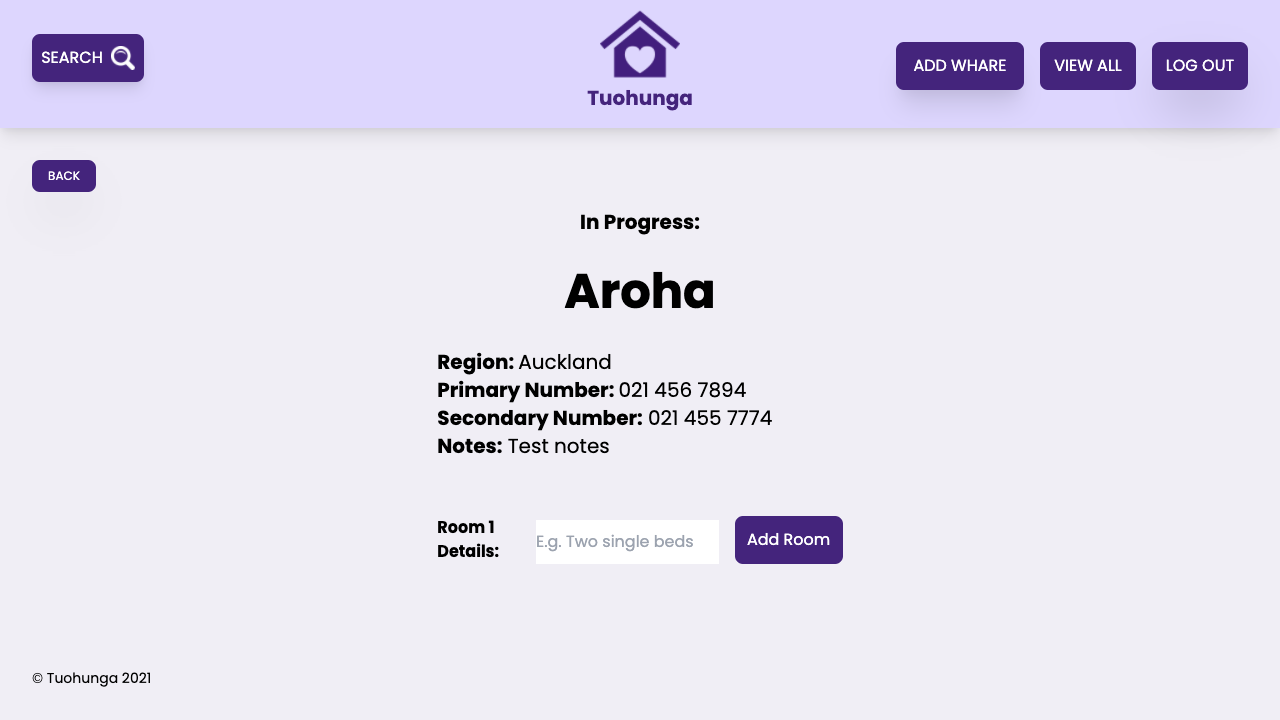 SEARCH
Tuohunga
ADD WHARE
VIEW ALL
LOG OUT
BACK
In Progress:
Aroha
Region: Auckland
Primary Number: 021 456 7894
Secondary Number: 021 455 7774
Notes: Test notes
Room 1
Details:
E.g. Two single beds
Add Room
© Tuohunga 2021